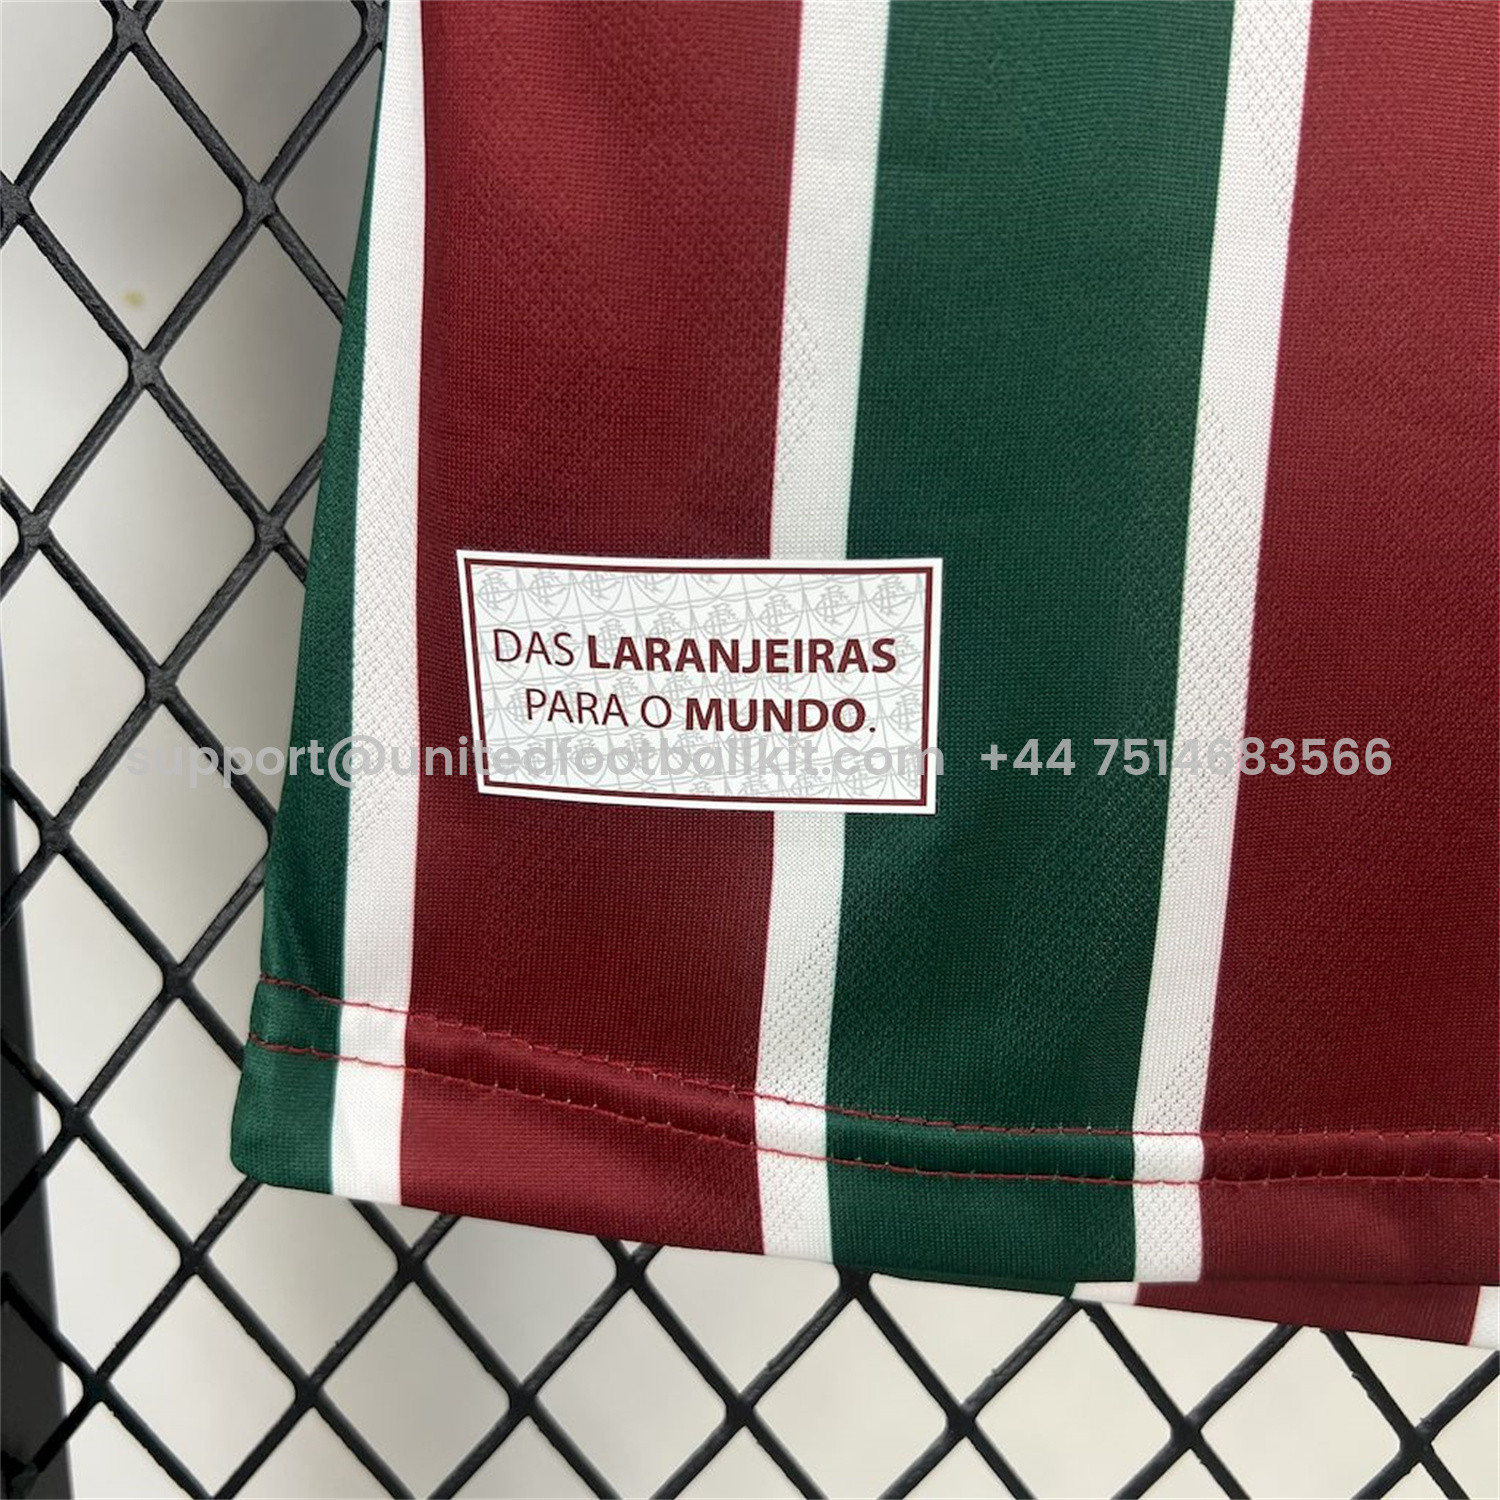 DAS LARANJEIRAS
PARA O MUNDO.
support@unitedfootballkit.com +44 7514683566